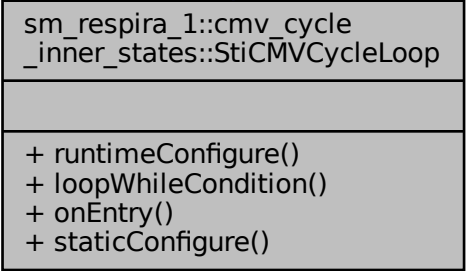 sm_respira_1::cmv_cycle
_inner_states::StiCMVCycleLoop
+ runtimeConfigure()
+ loopWhileCondition()
+ onEntry()
+ staticConfigure()